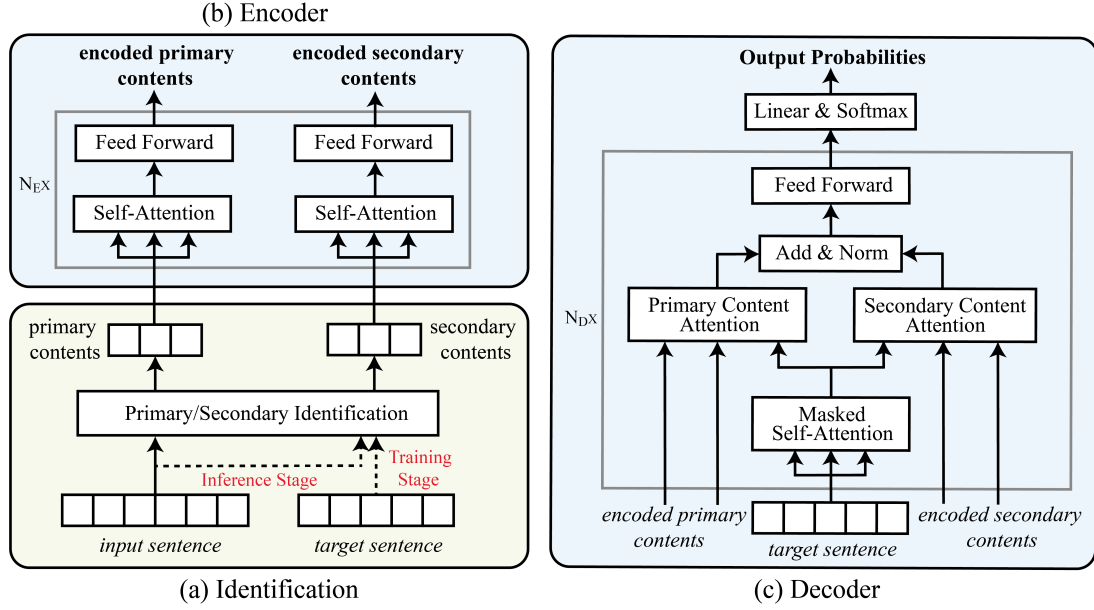 (b) Encoder
encoded primary
contents
encoded secondary
contents
Feed Forward
Feed Forward
NEX
Self-Attention
Self-Attention
primary
contents
secondary
contents
Primary/Secondary Identification
Inference Stage
Training
Stage
input sentence
target sentence
(a) Identification
Output Probabilities
Linear & Softmax
Feed Forward
Add & Norm
NDX
Primary Content
Attention
Secondary Content
Attention
Masked
Self-Attention
encoded primary
contents
target sentence
encoded secondary
contents
(c) Decoder